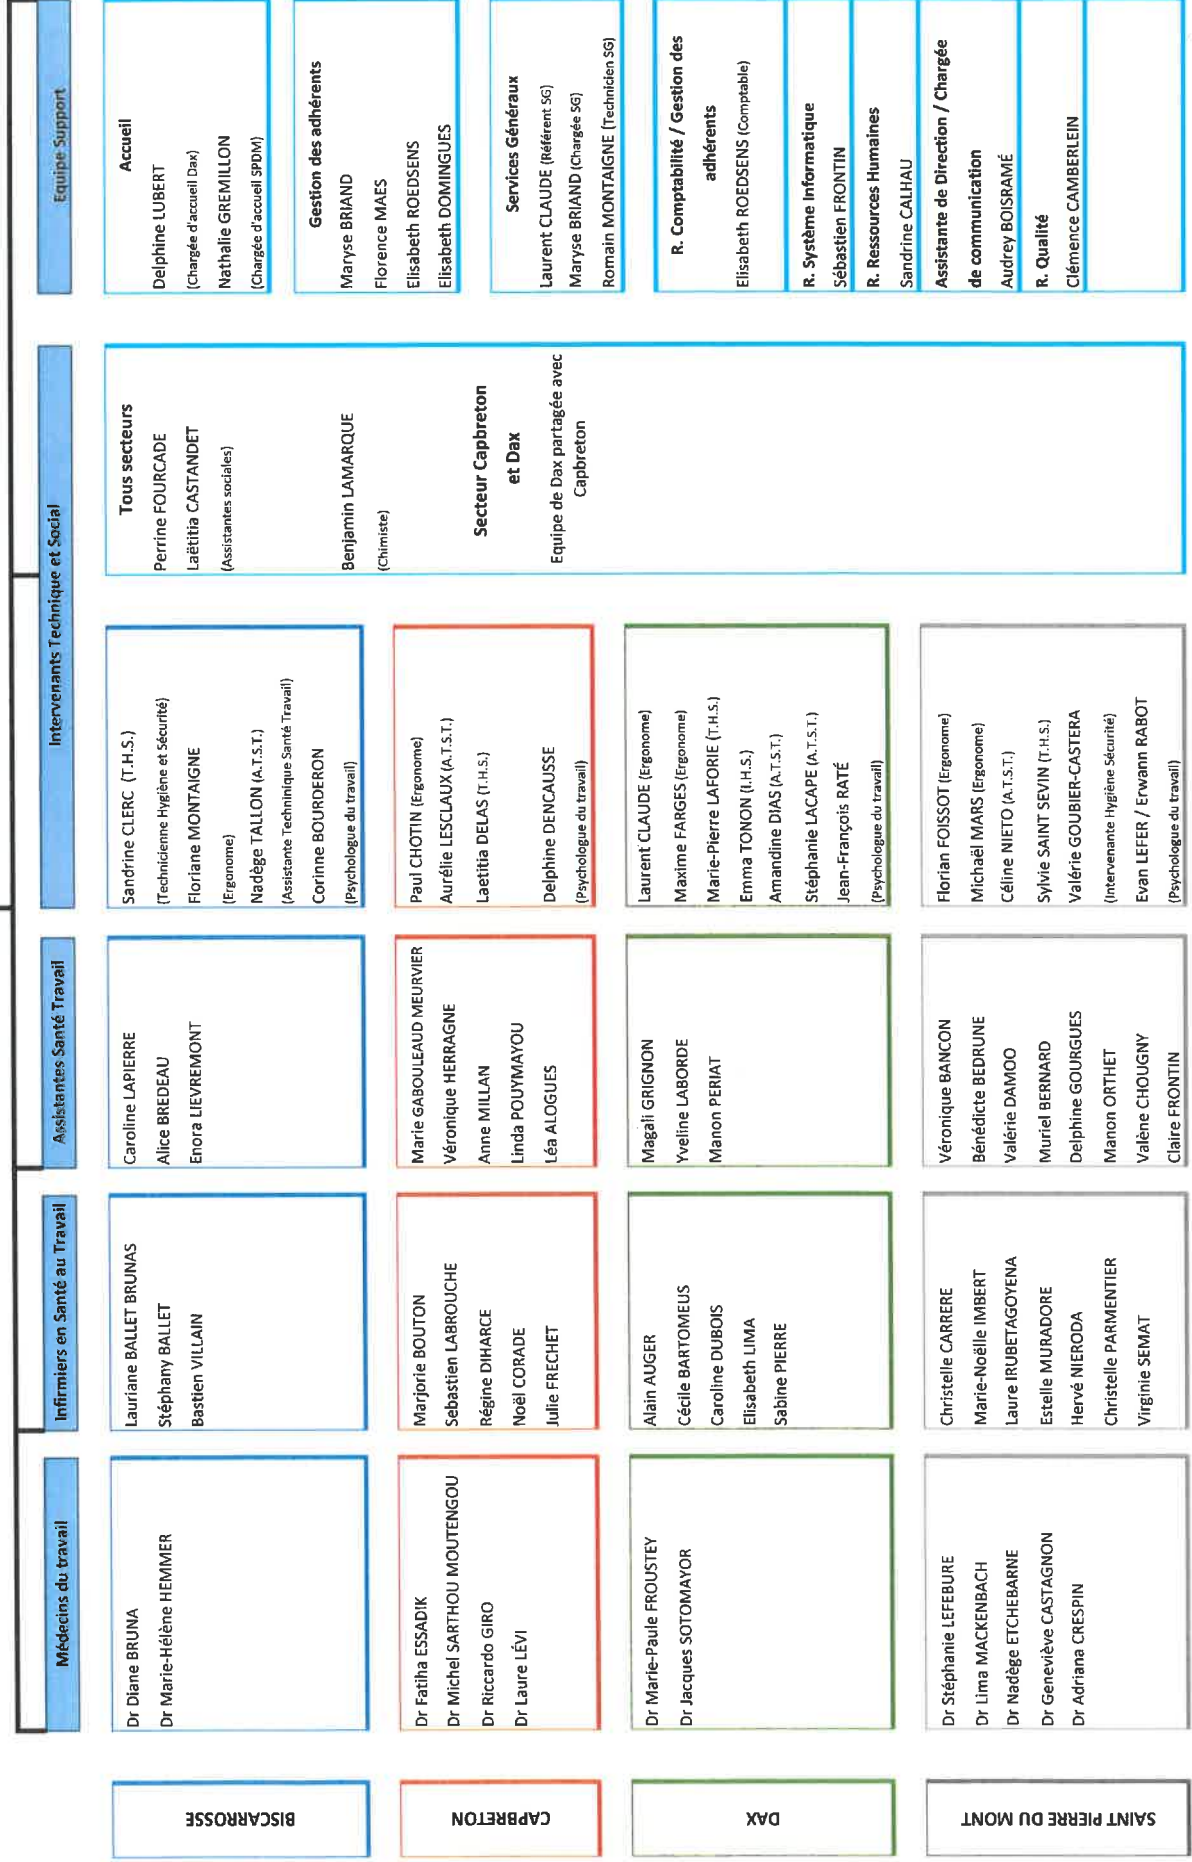 Médecins du travail
Infirmiers en Santé au Travail
Assistantes Santé Travail
Intervenants Technique et Social
Equipe Support
BISCARROSSE
Dr Diane BRUNA
Dr Marie-Hélène HEMMER
Lauriane BALLET BRUNAS
Stéphany BALLET
Bastien VILLAIN
Caroline LAPIERRE
Alice BREDEAU
Enora LIEVREMONT
Sandrine CLERC (T.H.S.)
(Technicienne Hygiène et Sécurité)
Floriane MONTAIGNE
(Ergonome)
Nadège TALLON (A.T.S.T.)
(Assistante Technique Santé Travail)
Corinne BOURDERON
(Psychologue du travail)
CAPBRETON
Dr Fatiha ESSADIK
Dr Michel SARTHOU MOUTENGOU
Dr Riccardo GIRO
Dr Laure LÉVI
Marjorie BOUTON
Sebastien LABROUCHE
Régine DIHARCE
Noël CORADE
Julie FRECHET
Marie GABOULEAUD MEURVIER
Véronique HERRAGNE
Anne MILLAN
Linda POUYMAYOU
Léa ALOGUES
Paul CHOTIN (Ergonome)
Aurélie LESCLAUX (A.T.S.T.)
Laetitia DELAS (T.H.S.)
Delphine DENCAUSSE
(Psychologue du travail)
DAX
Dr Marie-Paule FROUSTEY
Dr Jacques SOTOMAYOR
Alain AUGER
Cécile BARTOMEUS
Caroline DUBOIS
Elisabeth LIMA
Sabine PIERRE
Magali GRIGNON
Yveline LABORDE
Manon PERIAT
Laurent CLAUDE (Ergonome)
Maxime FARGES (Ergonome)
Marie-Pierre LAFORIE (T.H.S.)
Emma TONON (I.H.S.)
Amandine DIAS (A.T.S.T.)
Stéphanie LACAPE (A.T.S.T.)
Jean-François RATÉ
(Psychologue du travail)
SAINT PIERRE DU MONT
Dr Stéphanie LEFEBURE
Dr Lima MACKENBACH
Dr Nadège ETCHEBARNE
Dr Geneviève CASTAGNON
Dr Adriana CRESPIN
Christelle CARRERE
Marie-Noëlle IMBERT
Laure IRUBETAGOYENA
Estelle MURADORE
Hervé NIERODA
Christelle PARMENTIER
Virginie SEMAT
Véronique BANCON
Bénédicte BEDRUNE
Valérie DAMOO
Muriel BERNARD
Delphine GOURGUES
Manon ORTHET
Valène CHOUGNY
Claire FRONTIN
Florian FOISSOT (Ergonome)
Michaël MARS (Ergonome)
Céline NIETO (A.T.S.T.)
Sylvie SAINT SEVIN (T.H.S.)
Valérie GOUBIER-CASTERA
(Intervenante Hygiène Sécurité)
Evan LEFER / Erwann RABOT
(Psychologue du travail)
Tous secteurs
Perrine FOURCADE
Laëtitia CASTANDET
(Assistantes sociales)
Benjamin LAMARQUE
(Chimiste)
Secteur Capbreton
et Dax
Equipe de Dax partagée avec
Capbreton
Accueil
Delphine LUBERT
(Chargée d'accueil Dax)
Nathalie GREMILLON
(Chargée d'accueil SPDM)
Gestion des adhérents
Maryse BRIAND
Florence MAES
Elisabeth ROEDSENS
Elisabeth DOMINGUES
Services Généraux
Laurent CLAUDE (Référent SG)
Maryse BRIAND (Chargée SG)
Romain MONTAIGNE (Technicien SG)
R. Comptabilité / Gestion des
adhérents
Elisabeth ROEDSENS (Comptable)
R. Système Informatique
Sébastien FRONTIN
R. Ressources Humaines
Sandrine CALHAU
Assistante de Direction / Chargée
de communication
Audrey BOISRAMÉ
R. Qualité
Clémence CAMBERLEIN